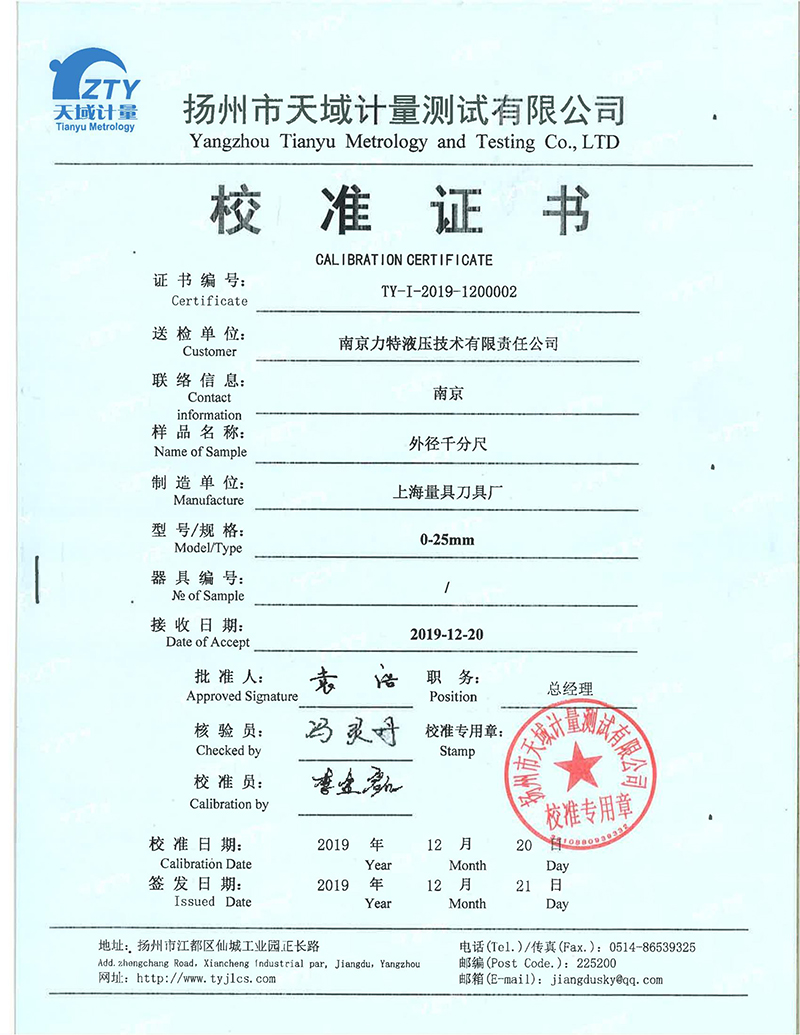 ZTY
天域计量
Tianyu Metrology
扬州市天域计量测试有限公司
Yangzhou Tianyu Metrology and Testing Co., LTD
校准证书
CALIBRATION CERTIFICATE
证书编号: TY-I-2019-1200002
Certificate
送检单位: 南京力特液压技术有限责任公司
Customer
联络信息: 南京
Contact
information
样品名称: 外径千分尺
Name of Sample
制造单位: 上海量具刀具厂
Manufacture
型号/规格: 0-25mm
Model/Type
器具编号: /
№ of Sample
接收日期: 2019-12-20
Date of Accept
批准人: 袁 职务: 总经理
Approved Signature Position
核验员: 冯灵丹 校准专用章:
Checked by Stamp
校准员: 李
Calibration by
扬州市天域计量测试有限公司
校准专用章
校准日期: 2019 年 12 月 20 日
Calibration Date Year Month Day
签发日期: 2019 年 12 月 21 日
Issued Date Year Month Day
地址: 扬州市江都区仙城工业园正长路 电话(Tel.)/传真(Fax.): 0514-86539325
Add.zhengchang Road, Xiancheng industrial par, Jiangdu, Yangzhou 邮编(Post Code.): 225200
网址: http://www.tyjlcs.com 邮箱(E-mail): jiangdusky@qq.com